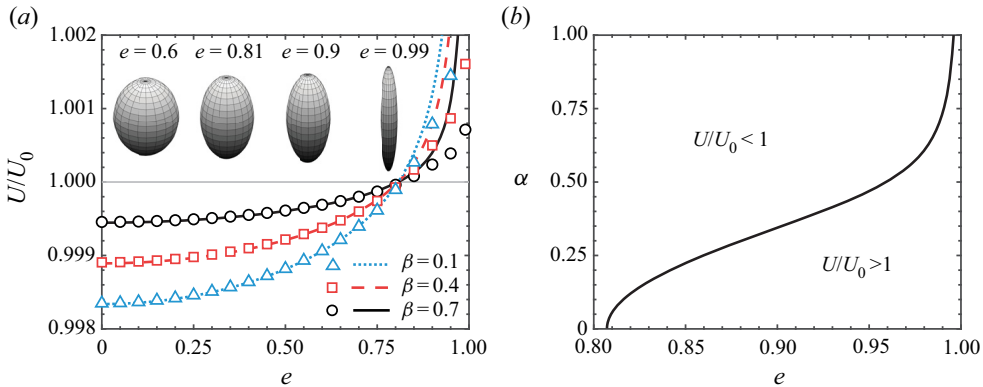 (a)
1.002
1.001
1.000
0.999
0.998
U/U₀
e = 0.6 e = 0.81 e = 0.9 e = 0.99
β = 0.1
β = 0.4
β = 0.7
0 0.25 0.50 0.75 1.00
e
(b)
1.00
0.75
0.50
0.25
0
α
U/U₀ < 1
U/U₀ >1
0.80 0.85 0.90 0.95 1.00
e